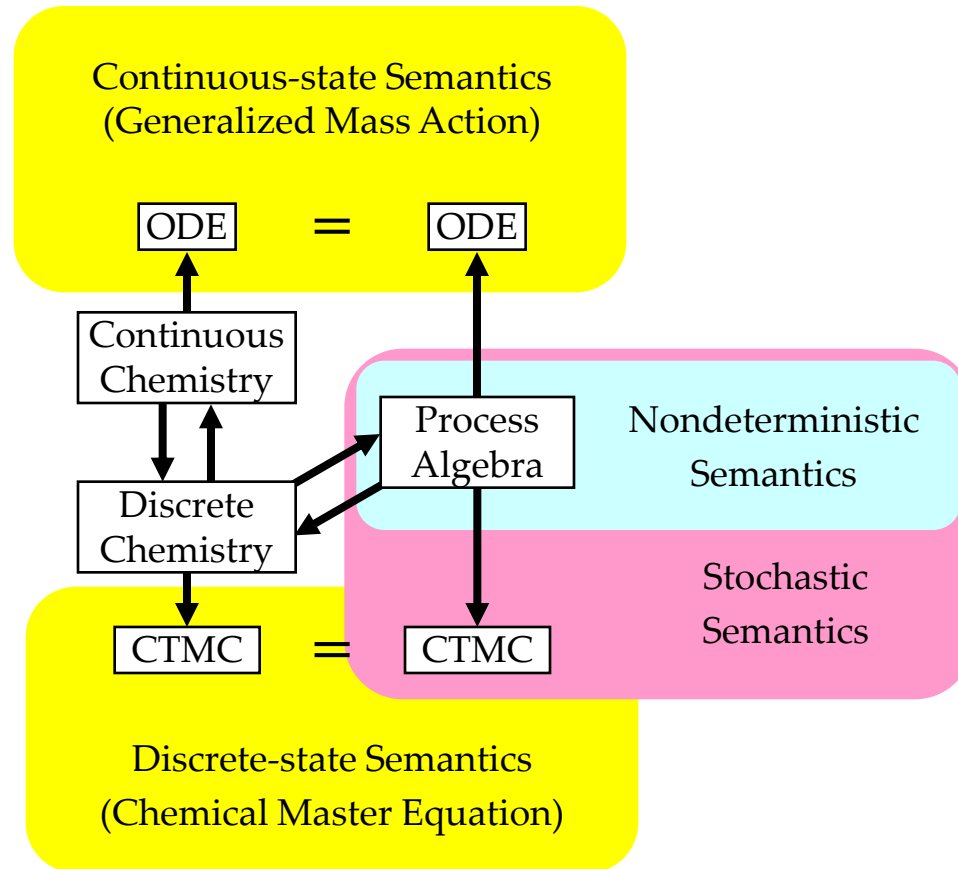 Continuous-state Semantics
(Generalized Mass Action)
ODE = ODE
Continuous
Chemistry
Process
Algebra
Nondeterministic
Semantics
Discrete
Chemistry
Stochastic
Semantics
CTMC = CTMC
Discrete-state Semantics
(Chemical Master Equation)